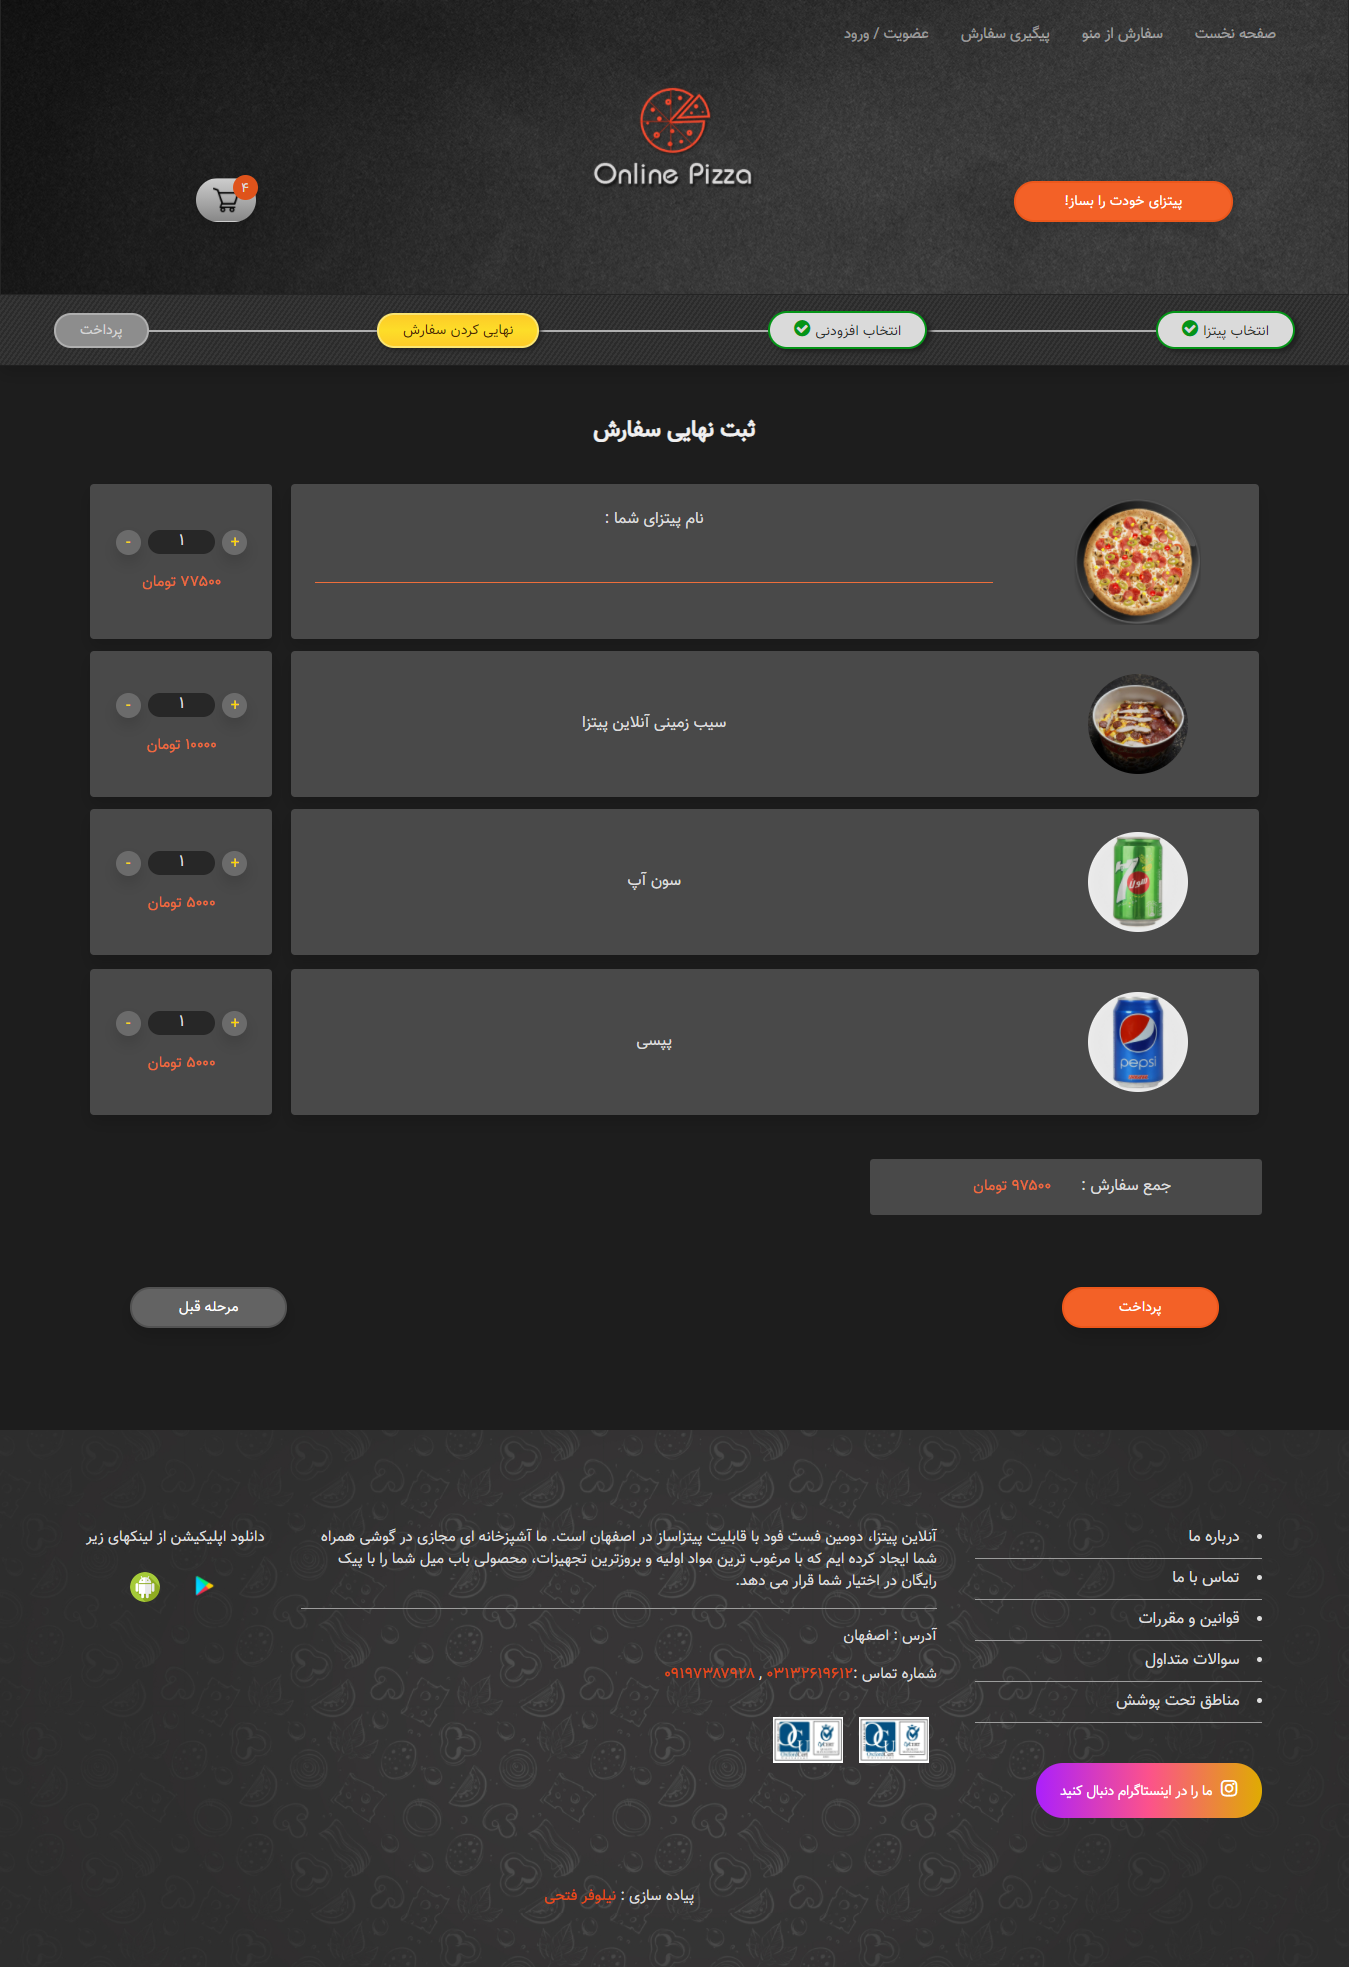 صفحه نخست
سفارش از منو
پیگیری سفارش
عضویت / ورود
Online Pizza
پیتزای خودت را بساز!
۴
انتخاب پیتزا
انتخاب افزودنی
نهایی کردن سفارش
پرداخت
ثبت نهایی سفارش
نام پیتزای شما :
+ ۱ -
۷۷۵۰۰ تومان
سیب زمینی آنلاین پیتزا
+ ۱ -
۱۰۰۰۰ تومان
سون آپ
+ ۱ -
۵۰۰۰ تومان
pepsi
پپسی
+ ۱ -
۵۰۰۰ تومان
جمع سفارش : ۹۷۵۰۰ تومان
پرداخت
مرحله قبل
درباره ما
تماس با ما
قوانین و مقررات
سوالات متداول
مناطق تحت پوشش
ما را در اینستاگرام دنبال کنید
آنلاین پیتزا، دومین فست فود با قابلیت پیتزاساز در اصفهان است. ما آشپزخانه ای مجازی در گوشی همراه
شما ایجاد کرده ایم که با مرغوب ترین مواد اولیه و بروزترین تجهیزات، محصولی باب میل شما را با پیک
رایگان در اختیار شما قرار می دهد.
آدرس : اصفهان
شماره تماس :۰۳۱۳۲۶۱۹۶۱۲ , ۰۹۱۹۷۳۸۷۹۲۸
دانلود اپلیکیشن از لینکهای زیر
پیاده سازی : نیلوفر فتحی